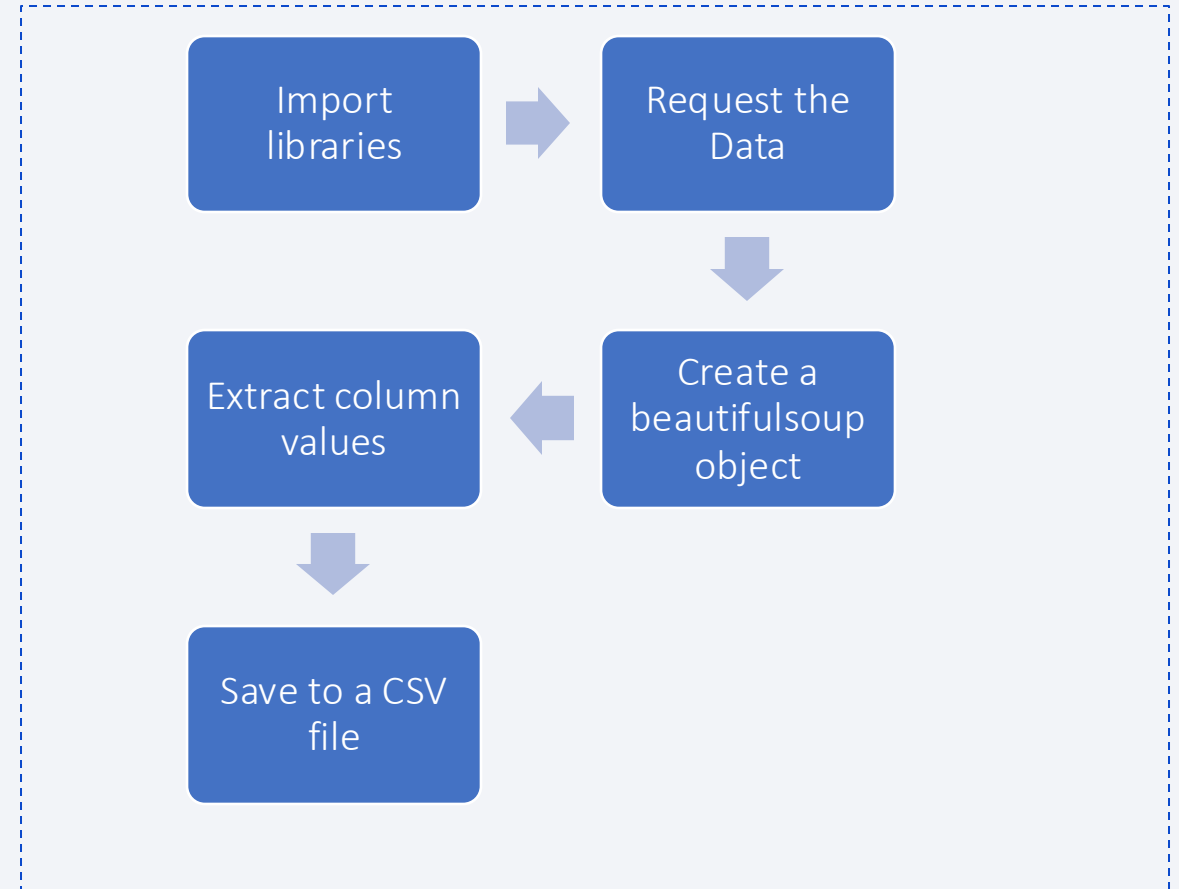 Import
libraries
Request the
Data
Create a
beautifulsoup
object
Extract column
values
Save to a CSV
file